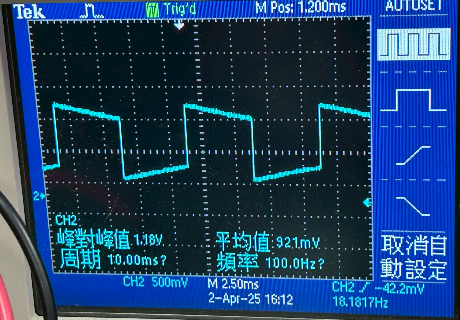 Tek Trig'd M Pos: 1.200ms AUTOSET
2
CH2
峰對峰值 1.18V 平均值 921mV
周期 10.00ms? 頻率 100.0Hz?
取消自
動設定
CH2 500mV M 2.50ms CH2 -42.2mV
2-Apr-25 16:12 18.1817Hz